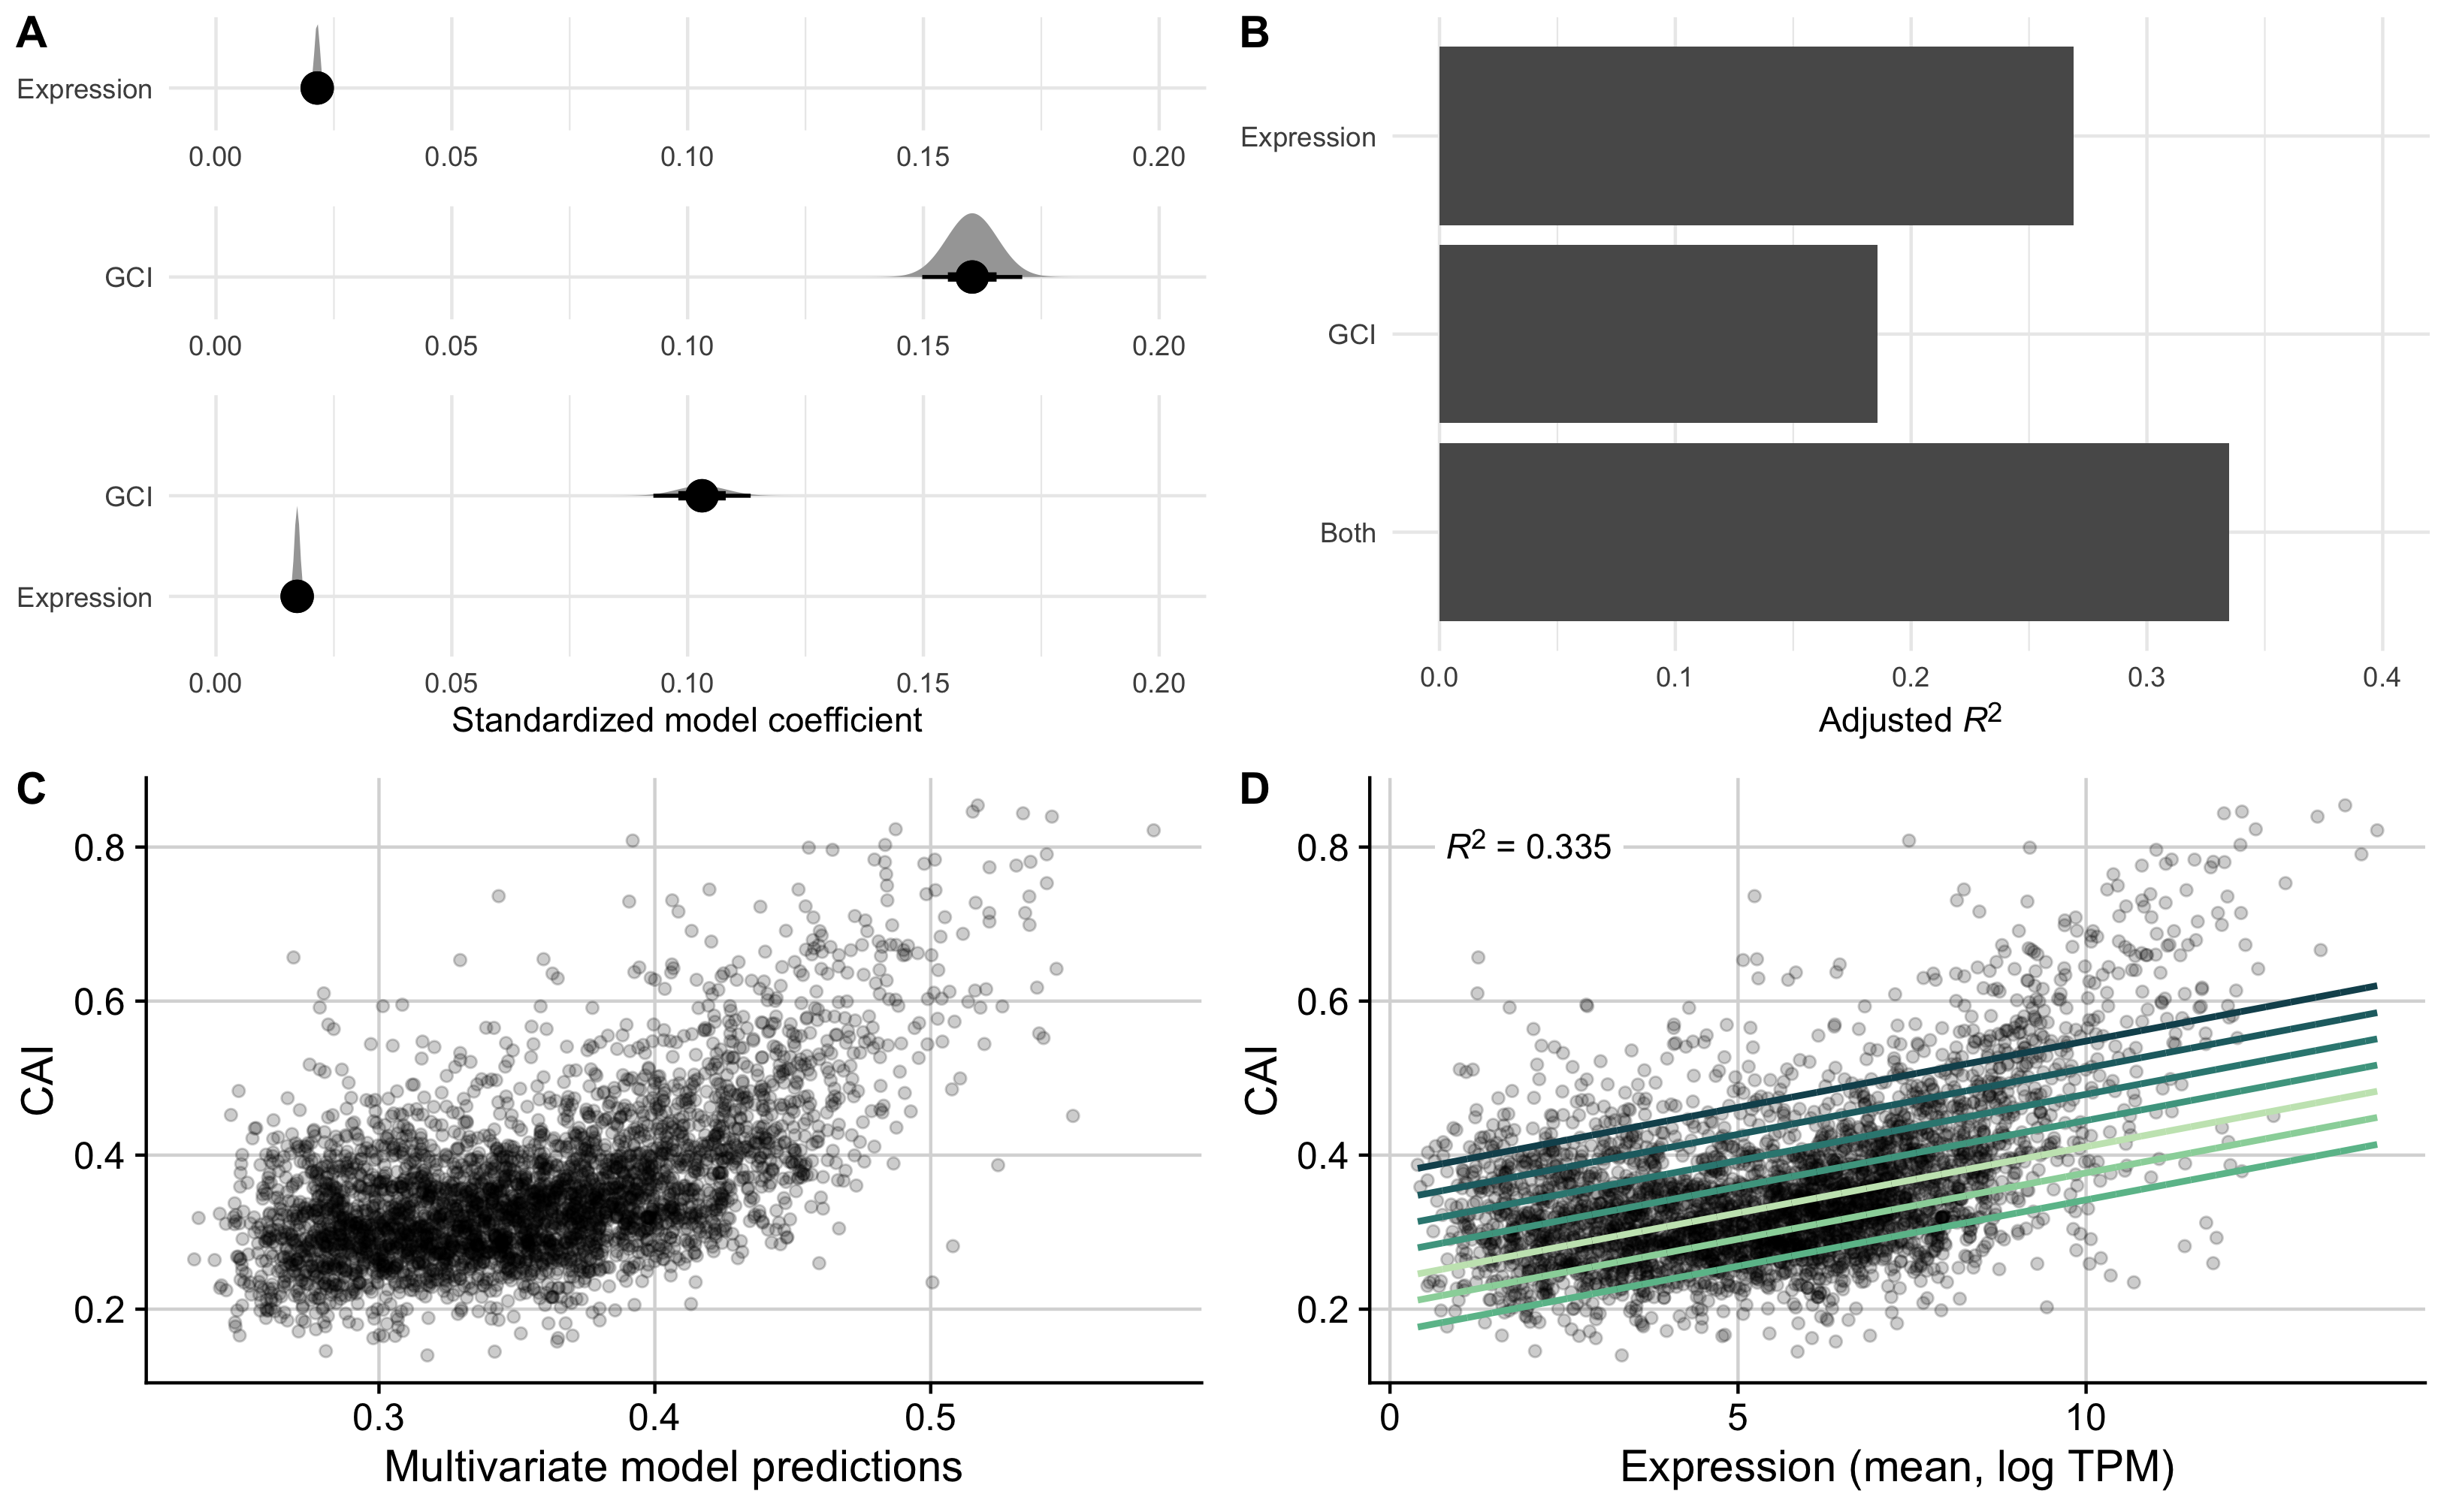 A
Expression
0.00 0.05 0.10 0.15 0.20
GCI
0.00 0.05 0.10 0.15 0.20
GCI
Expression
0.00 0.05 0.10 0.15 0.20
Standardized model coefficient
B
Expression
GCI
Both
0.0 0.1 0.2 0.3 0.4
Adjusted R2
C
CAI
0.8
0.6
0.4
0.2
0.3 0.4 0.5
Multivariate model predictions
D
CAI
R2 = 0.335
0.8
0.6
0.4
0.2
0 5 10
Expression (mean, log TPM)